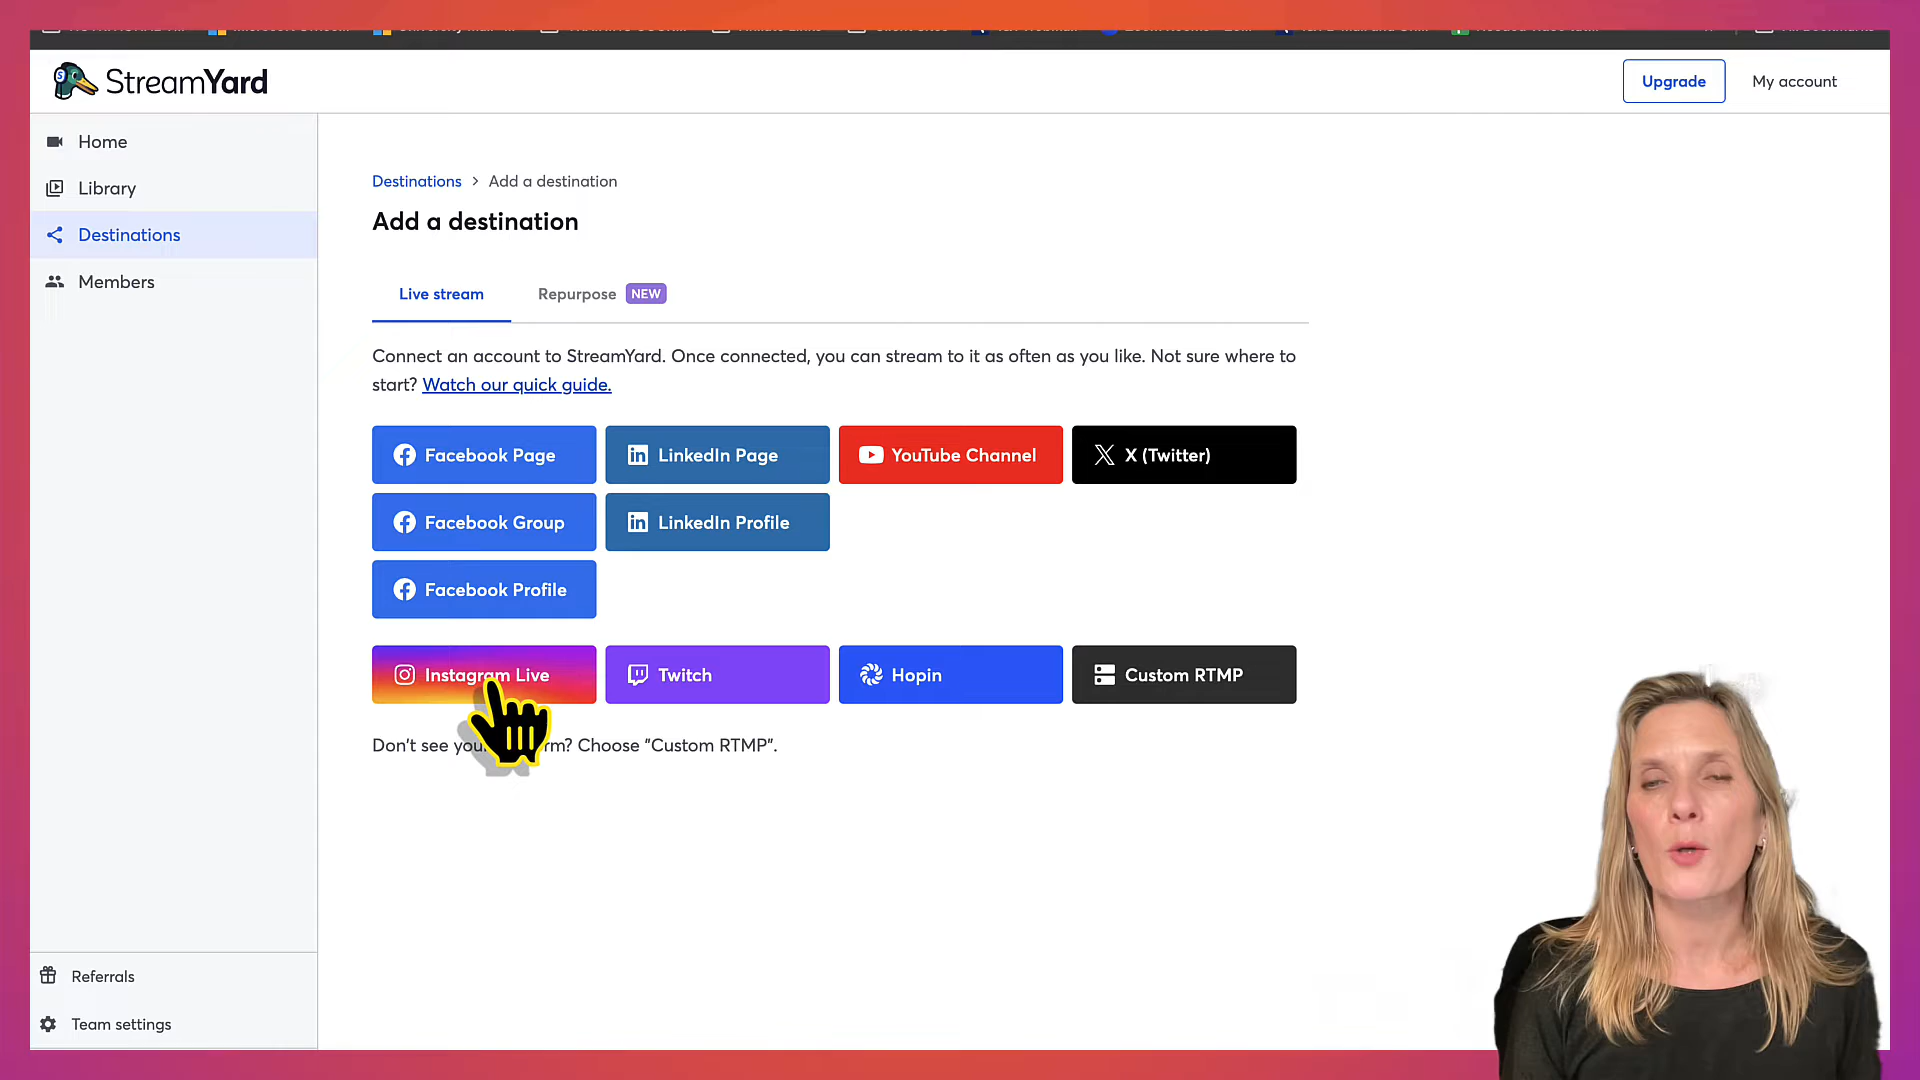 StreamYard
Upgrade
My account
Home
Library
Destinations
Members
Destinations > Add a destination
Add a destination
Live stream
Repurpose NEW
Connect an account to StreamYard. Once connected, you can stream to it as often as you like. Not sure where to
start? Watch our quick guide.
Facebook Page
LinkedIn Page
YouTube Channel
X (Twitter)
Facebook Group
LinkedIn Profile
Facebook Profile
Instagram Live
Twitch
Hopin
Custom RTMP
Don't see you rm? Choose "Custom RTMP".
Referrals
Team settings